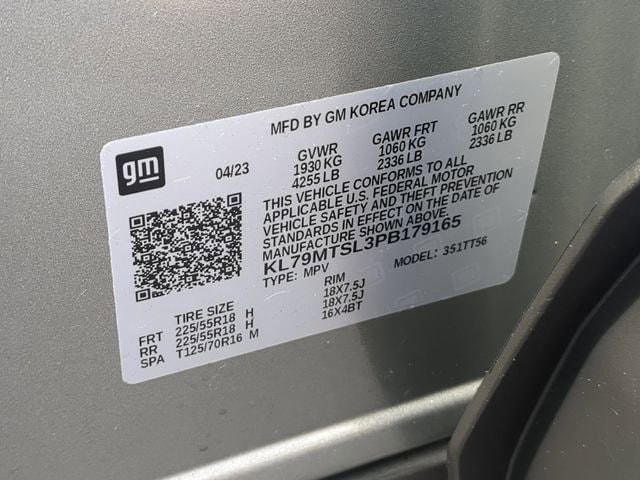 MFD BY GM KOREA COMPANY
gm
04/23
GVWR
1930 KG
4255 LB
GAWR FRT
1060 KG
2336 LB
GAWR RR
1060 KG
2336 LB
THIS VEHICLE CONFORMS TO ALL
APPLICABLE U.S. FEDERAL MOTOR
VEHICLE SAFETY AND THEFT PREVENTION
STANDARDS IN EFFECT ON THE DATE OF
MANUFACTURE SHOWN ABOVE.
KL79MTSL3PB179165
TYPE: MPV MODEL: 351TT56
TIRE SIZE RIM
FRT 225/55R18 H 18X7.5J
RR 225/55R18 H 18X7.5J
SPA T125/70R16 M 16X4BT